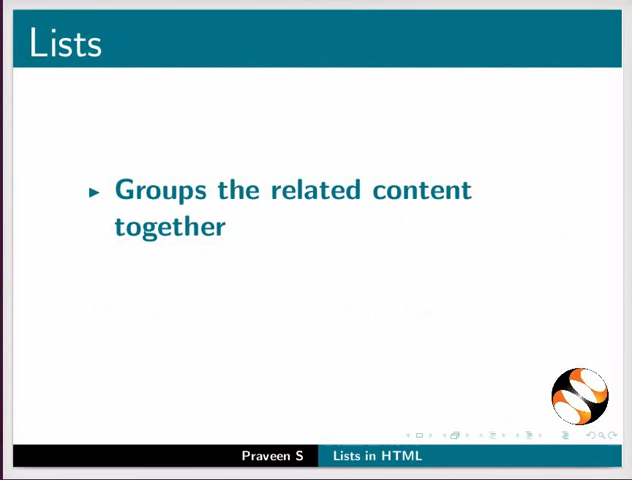 Lists
Groups the related content
together
Praveen S
Lists in HTML